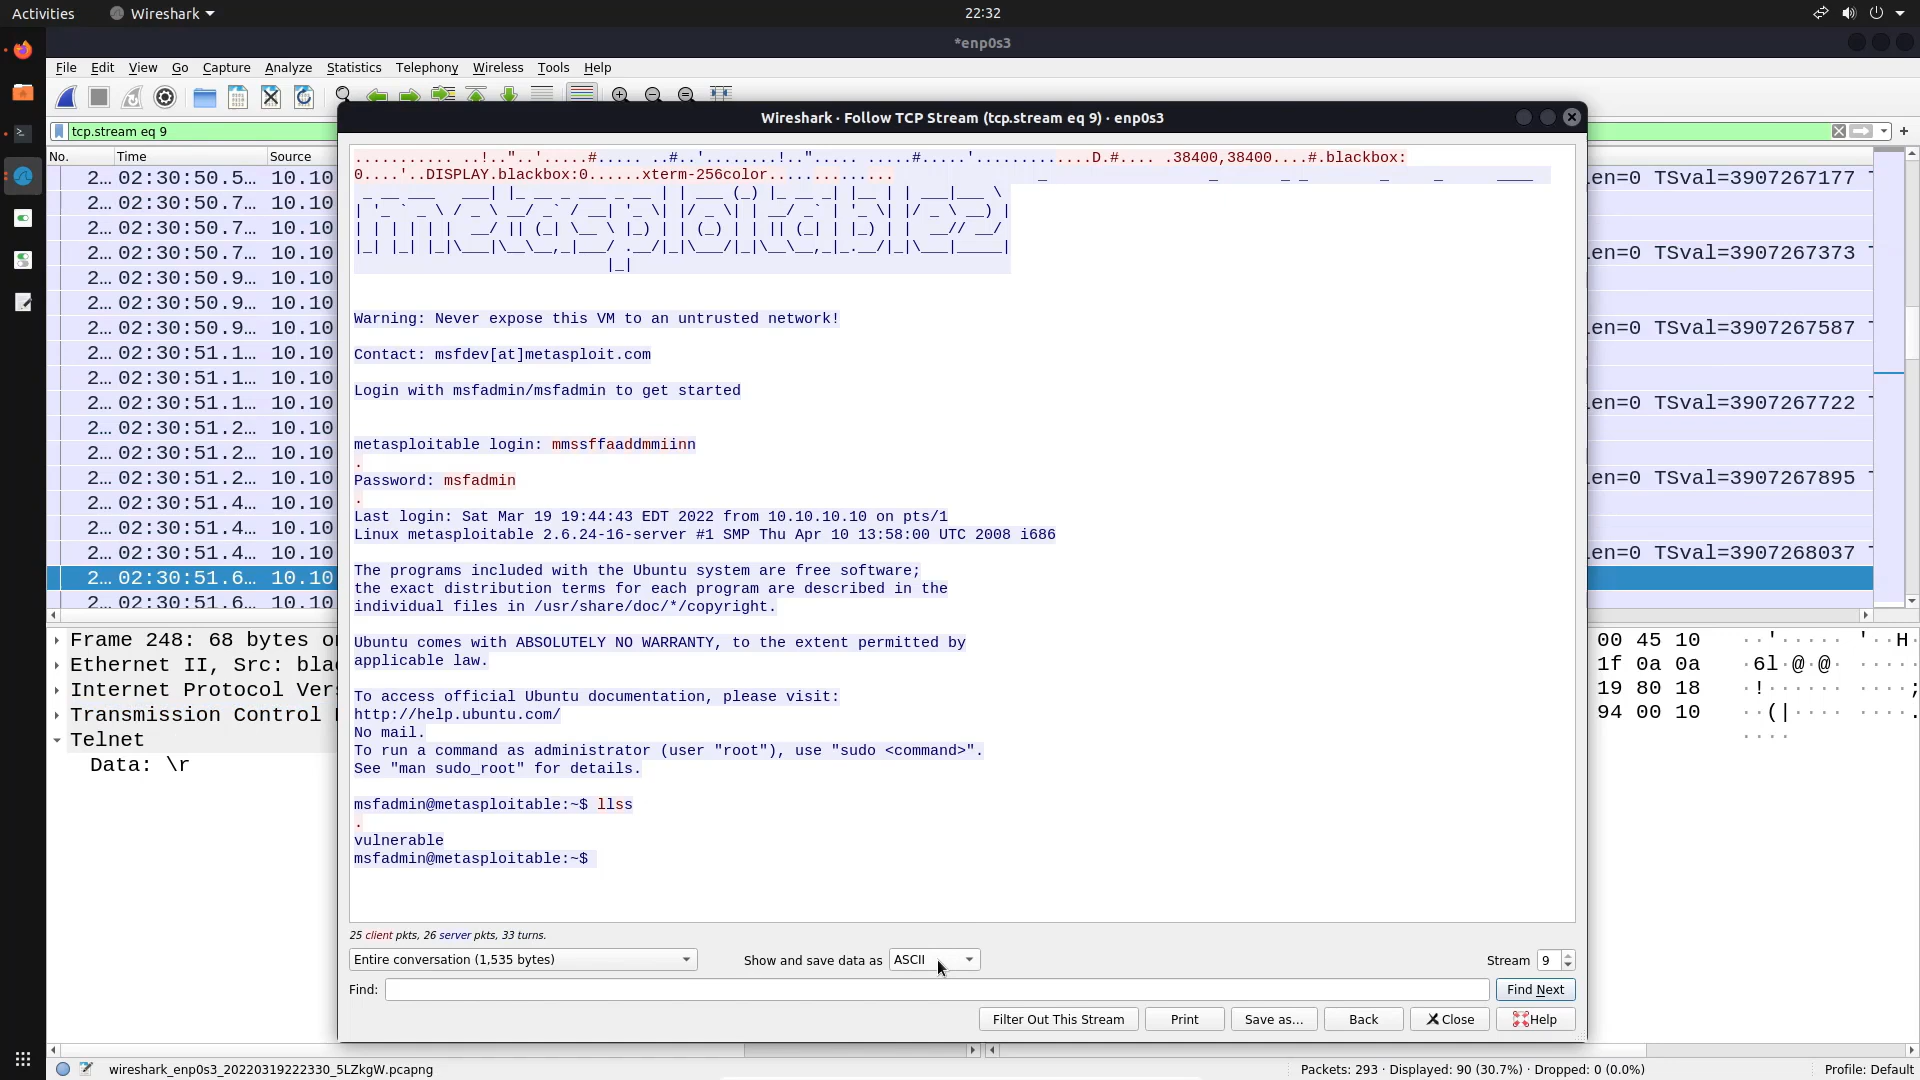 Activities
Wireshark
22:32
*enp0s3
File Edit View Go Capture Analyze Statistics Telephony Wireless Tools Help
Wireshark · Follow TCP Stream (tcp.stream eq 9) · enp0s3
tcp.stream eq 9
No. Time Source
2… 02:30:50.5… 10.10
2… 02:30:50.7… 10.10
2… 02:30:50.7… 10.10
2… 02:30:50.7… 10.10
2… 02:30:50.9… 10.10
2… 02:30:50.9… 10.10
2… 02:30:50.9… 10.10
2… 02:30:51.1… 10.10
2… 02:30:51.1… 10.10
2… 02:30:51.1… 10.10
2… 02:30:51.2… 10.10
2… 02:30:51.2… 10.10
2… 02:30:51.2… 10.10
2… 02:30:51.4… 10.10
2… 02:30:51.4… 10.10
2… 02:30:51.4… 10.10
2… 02:30:51.6… 10.10
2… 02:30:51.6… 10.10
en=0 TSval=3907267177
en=0 TSval=3907267373
en=0 TSval=3907267587
en=0 TSval=3907267722
en=0 TSval=3907267895
en=0 TSval=3907268037
........... ..!.."..'.....#..... ..#..'........!..".....  .....#.....'.............D.#.... .38400,38400....#.blackbox:
0....'..DISPLAY.blackbox:0......xterm-256color..............
metasploitable2
Warning: Never expose this VM to an untrusted network!
Contact: msfdev[at]metasploit.com
Login with msfadmin/msfadmin to get started
metasploitable login: mmssffaaddmmiinn
.
Password: msfadmin
.
Last login: Sat Mar 19 19:44:43 EDT 2022 from 10.10.10.10 on pts/1
Linux metasploitable 2.6.24-16-server #1 SMP Thu Apr 10 13:58:00 UTC 2008 i686
The programs included with the Ubuntu system are free software;
the exact distribution terms for each program are described in the
individual files in /usr/share/doc/*/copyright.
Ubuntu comes with ABSOLUTELY NO WARRANTY, to the extent permitted by
applicable law.
To access official Ubuntu documentation, please visit:
http://help.ubuntu.com/
No mail.
To run a command as administrator (user "root"), use "sudo <command>".
See "man sudo_root" for details.
msfadmin@metasploitable:~$ llss
.
vulnerable
msfadmin@metasploitable:~$
25 client pkts, 26 server pkts, 33 turns.
Entire conversation (1,535 bytes)
Show and save data as ASCII
Stream 9
Find:
Find Next
Filter Out This Stream
Print
Save as…
Back
Close
Help
Frame 248: 68 bytes o
Ethernet II, Src: bla
Internet Protocol Ver
Transmission Control
Telnet
Data: \r
00 45 10 ··'····· '··H·
1f 0a 0a ·6l·@·@· ·····
19 80 18 ·!······ ····;
94 00 10 ··(|···· ····.
····
wireshark_enp0s3_20220319222330_5LZkgW.pcapng
Packets: 293 · Displayed: 90 (30.7%) · Dropped: 0 (0.0%)
Profile: Default